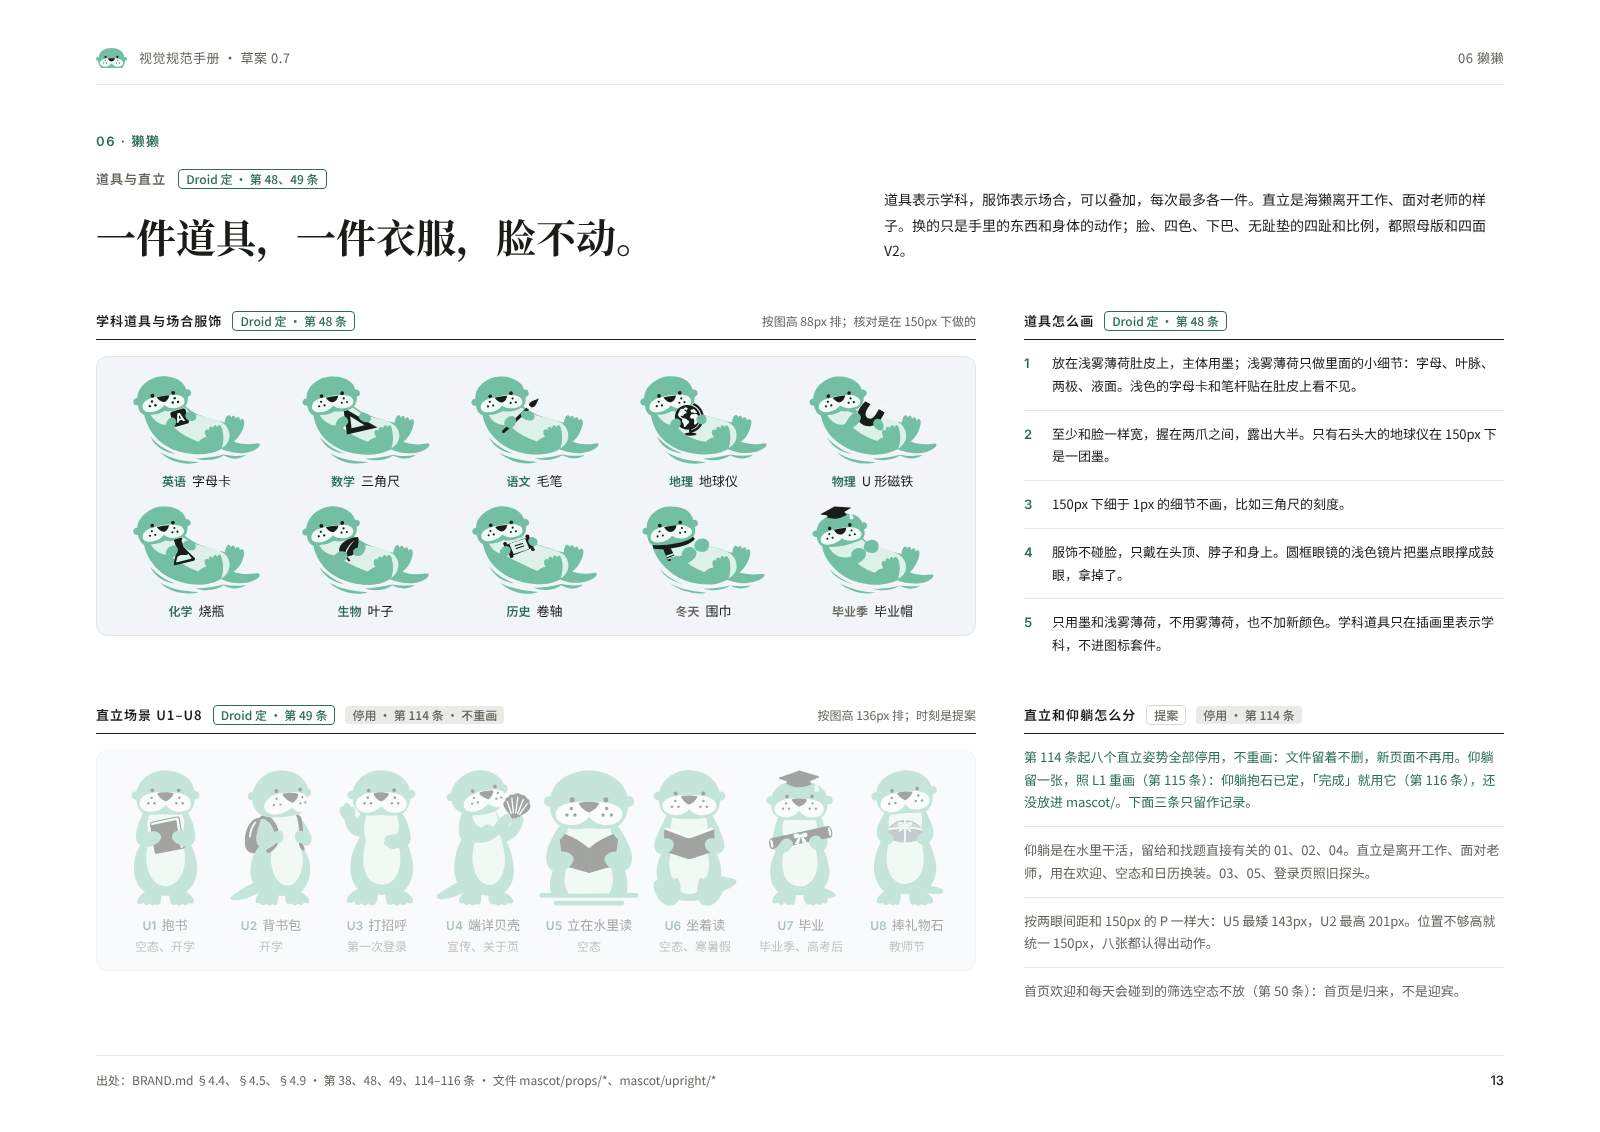 视觉规范手册 · 草案 0.7
06 獭獭
06 · 獭獭
道具与直立 Droid 定 · 第 48、49 条
一件道具，一件衣服，脸不动。
道具表示学科，服饰表示场合，可以叠加，每次最多各一件。直立是海獭离开工作、面对老师的样
子。换的只是手里的东西和身体的动作；脸、四色、下巴、无趾垫的四趾和比例，都照母版和四面
V2。
学科道具与场合服饰 Droid 定 · 第 48 条 按图高 88px 排；核对是在 150px 下做的
A
英语 字母卡
数学 三角尺
语文 毛笔
地理 地球仪
物理 U 形磁铁
化学 烧瓶
生物 叶子
历史 卷轴
冬天 围巾
毕业季 毕业帽
道具怎么画 Droid 定 · 第 48 条
1 放在浅雾薄荷肚皮上，主体用墨；浅雾薄荷只做里面的小细节：字母、叶脉、
两极、液面。浅色的字母卡和笔杆贴在肚皮上看不见。
2 至少和脸一样宽，握在两爪之间，露出大半。只有石头大的地球仪在 150px 下
是一团墨。
3 150px 下细于 1px 的细节不画，比如三角尺的刻度。
4 服饰不碰脸，只戴在头顶、脖子和身上。圆框眼镜的浅色镜片把墨点眼撑成鼓
眼，拿掉了。
5 只用墨和浅雾薄荷，不用雾薄荷，也不加新颜色。学科道具只在插画里表示学
科，不进图标套件。
直立场景 U1–U8 Droid 定 · 第 49 条 停用 · 第 114 条 · 不重画 按图高 136px 排；时刻是提案
U1 抱书
空态、开学
U2 背书包
开学
U3 打招呼
第一次登录
U4 端详贝壳
宣传、关于页
U5 立在水里读
空态
U6 坐着读
空态、寒暑假
U7 毕业
毕业季、高考后
U8 捧礼物石
教师节
直立和仰躺怎么分 提案 停用 · 第 114 条
第 114 条起八个直立姿势全部停用，不重画：文件留着不删，新页面不再用。仰躺
留一张，照 L1 重画（第 115 条）：仰躺抱石已定，「完成」就用它（第 116 条），还
没放进 mascot/。下面三条只留作记录。
仰躺是在水里干活，留给和找题直接有关的 01、02、04。直立是离开工作、面对老
师，用在欢迎、空态和日历换装。03、05、登录页照旧探头。
按两眼间距和 150px 的 P 一样大：U5 最矮 143px，U2 最高 201px。位置不够高就
统一 150px，八张都认得出动作。
首页欢迎和每天会碰到的筛选空态不放（第 50 条）：首页是归来，不是迎宾。
出处：BRAND.md §4.4、§4.5、§4.9 · 第 38、48、49、114–116 条 · 文件 mascot/props/*、mascot/upright/*
13